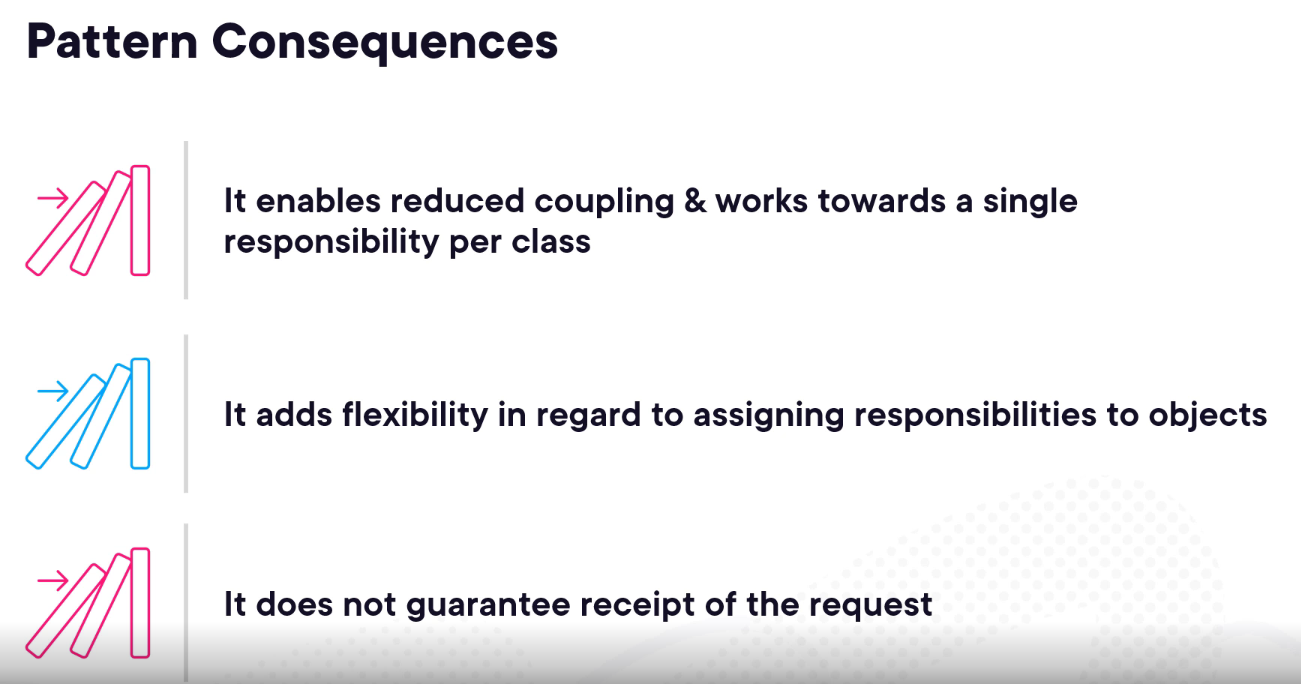 Pattern Consequences
It enables reduced coupling & works towards a single
responsibility per class
It adds flexibility in regard to assigning responsibilities to objects
It does not guarantee receipt of the request